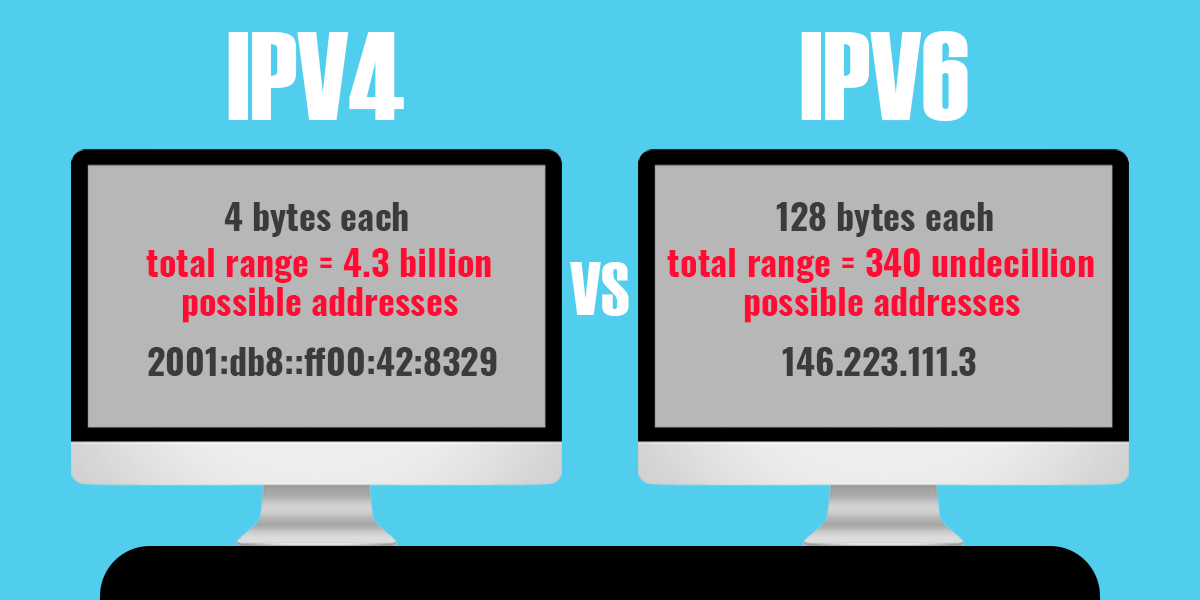 IPV4
4 bytes each
total range = 4.3 billion
possible addresses
2001:db8::ff00:42:8329
VS
IPV6
128 bytes each
total range = 340 undecillion
possible addresses
146.223.111.3